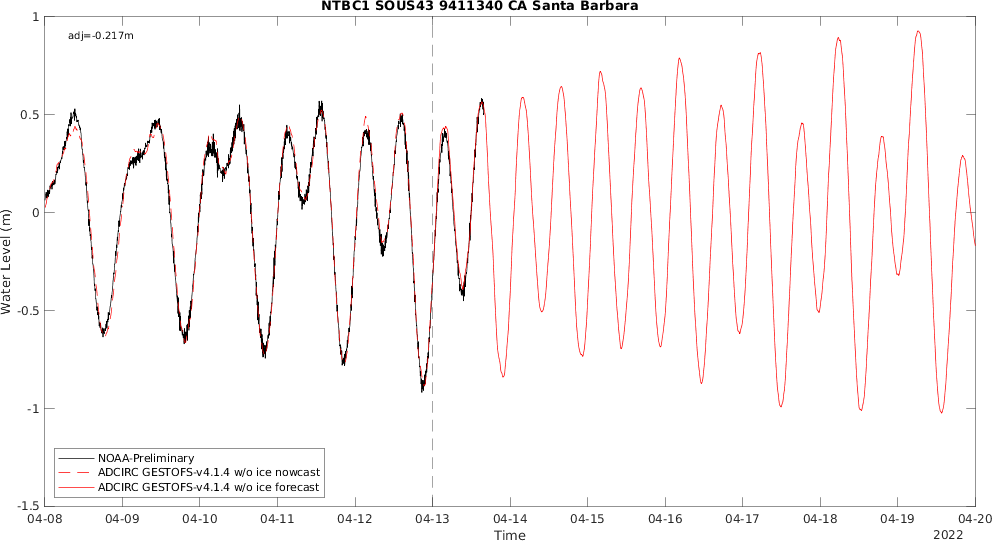 NTBC1 SOUS43 9411340 CA Santa Barbara
adj=-0.217m
1
0.5
0
-0.5
-1
-1.5
Water Level (m)
NOAA-Preliminary
ADCIRC GESTOFS-v4.1.4 w/o ice nowcast
ADCIRC GESTOFS-v4.1.4 w/o ice forecast
04-08 04-09 04-10 04-11 04-12 04-13 04-14 04-15 04-16 04-17 04-18 04-19 04-20
Time
2022